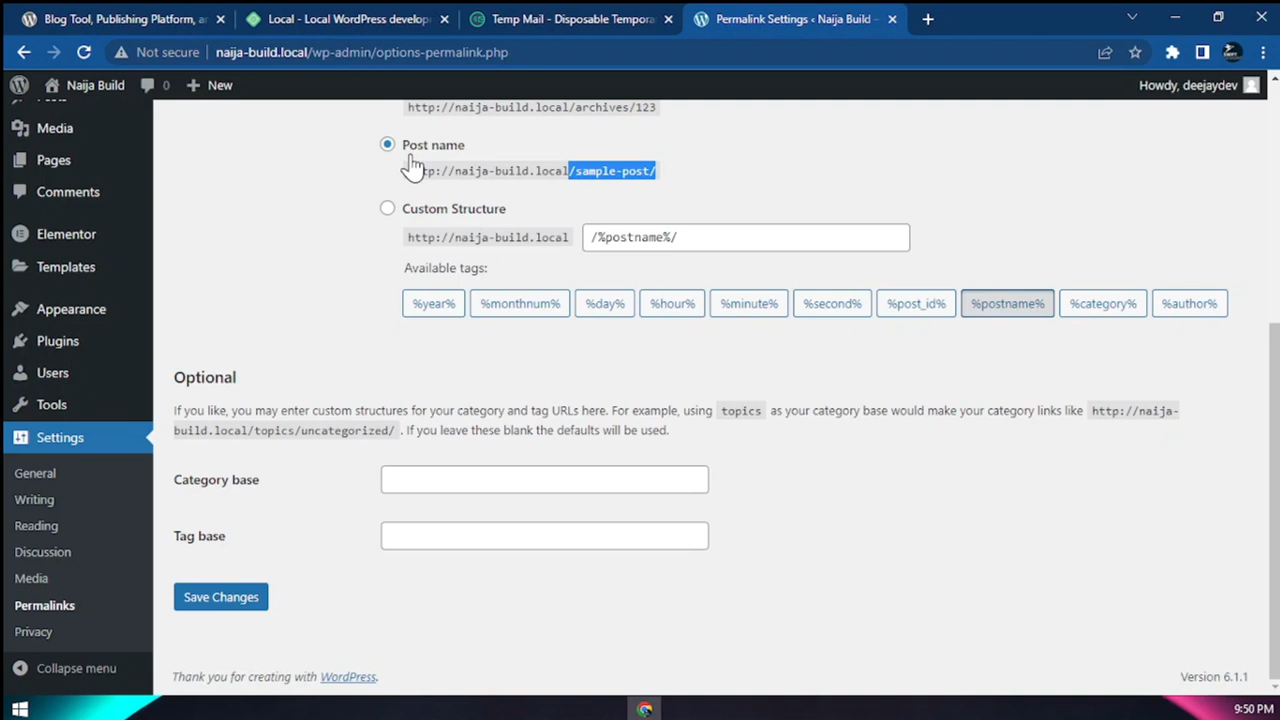 Blog Tool, Publishing Platform, a
Local - Local WordPress develop
Temp Mail - Disposable Tempora
Permalink Settings ‹ Naija Build –
Not secure
naija-build.local/wp-admin/options-permalink.php
Naija Build
0
New
Howdy, deejaydev
Media
Pages
Comments
Elementor
Templates
Appearance
Plugins
Users
Tools
Settings
General
Writing
Reading
Discussion
Media
Permalinks
Privacy
Collapse menu
http://naija-build.local/archives/123
Post name
tp://naija-build.local/sample-post/
Custom Structure
http://naija-build.local /%postname%/
Available tags:
%year% %monthnum% %day% %hour% %minute% %second% %post_id% %postname% %category% %author%
Optional
If you like, you may enter custom structures for your category and tag URLs here. For example, using topics as your category base would make your category links like http://naija-
build.local/topics/uncategorized/ . If you leave these blank the defaults will be used.
Category base
Tag base
Save Changes
Thank you for creating with WordPress.
Version 6.1.1
9:50 PM